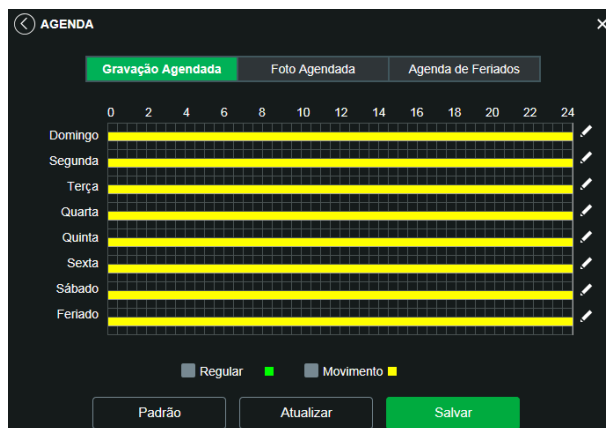 AGENDA
Gravação Agendada Foto Agendada Agenda de Feriados
0 2 4 6 8 10 12 14 16 18 20 22 24
Domingo
Segunda
Terça
Quarta
Quinta
Sexta
Sábado
Feriado
Regular Movimento
Padrão Atualizar Salvar